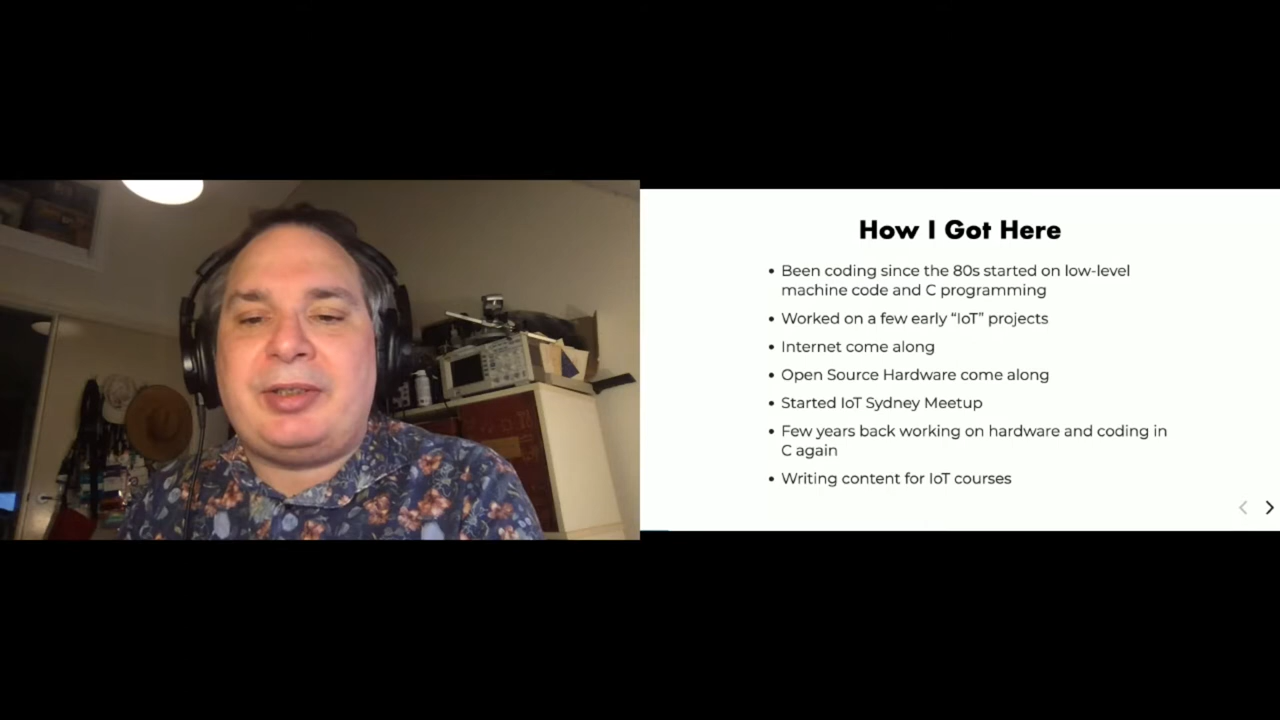 How I Got Here
• Been coding since the 80s started on low-level
machine code and C programming
• Worked on a few early “IoT” projects
• Internet come along
• Open Source Hardware come along
• Started IoT Sydney Meetup
• Few years back working on hardware and coding in
C again
• Writing content for IoT courses